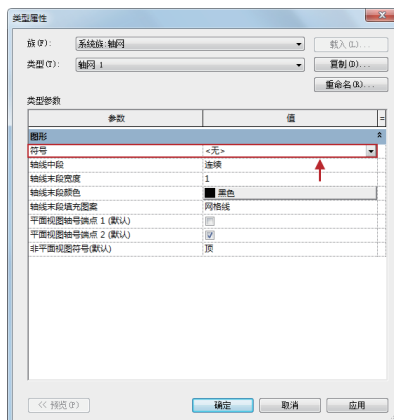 类型属性
族(F): 系统族:轴网 载入(L)...
类型(T): 轴网 1 复制(D)...
重命名(R)...
类型参数
参数 值 =
图形
符号 <无>
轴线中段 连续
轴线末段宽度 1
轴线末段颜色 黑色
轴线末段填充图案 网格线
平面视图轴号端点 1 (默认)
平面视图轴号端点 2 (默认)
非平面视图符号(默认) 顶
<< 预览(P) 确定 取消 应用